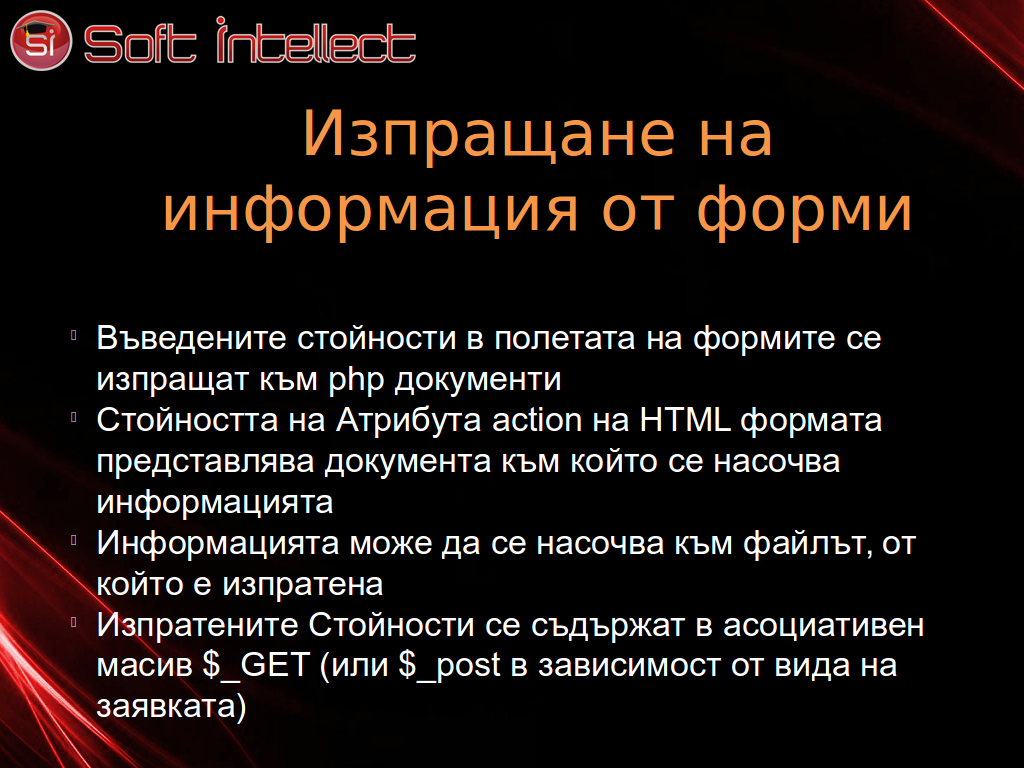 Si Soft Intellect
Изпращане на
информация от форми
Въведените стойности в полетата на формите се
изпращат към php документи
Стойността на Атрибута action на HTML формата
представлява документа към който се насочва
информацията
Информацията може да се насочва към файлът, от
който е изпратена
Изпратените Стойности се съдържат в асоциативен
масив $_GET (или $_post в зависимост от вида на
заявката)